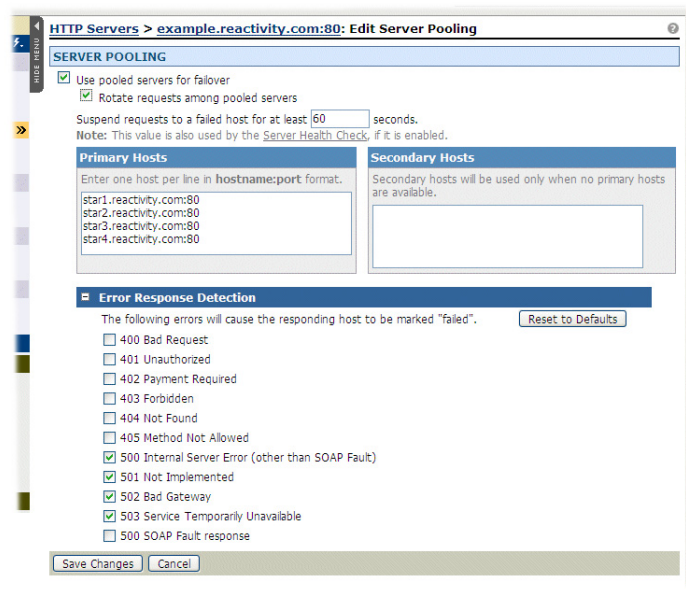 HTTP Servers > example.reactivity.com:80: Edit Server Pooling
?
HIDE MENU
SERVER POOLING
Use pooled servers for failover
Rotate requests among pooled servers
Suspend requests to a failed host for at least 60 seconds.
Note: This value is also used by the Server Health Check, if it is enabled.
Primary Hosts
Enter one host per line in hostname:port format.
star1.reactivity.com:80
star2.reactivity.com:80
star3.reactivity.com:80
star4.reactivity.com:80
Secondary Hosts
Secondary hosts will be used only when no primary hosts
are available.
Error Response Detection
The following errors will cause the responding host to be marked "failed".
Reset to Defaults
400 Bad Request
401 Unauthorized
402 Payment Required
403 Forbidden
404 Not Found
405 Method Not Allowed
500 Internal Server Error (other than SOAP Fault)
501 Not Implemented
502 Bad Gateway
503 Service Temporarily Unavailable
500 SOAP Fault response
Save Changes
Cancel